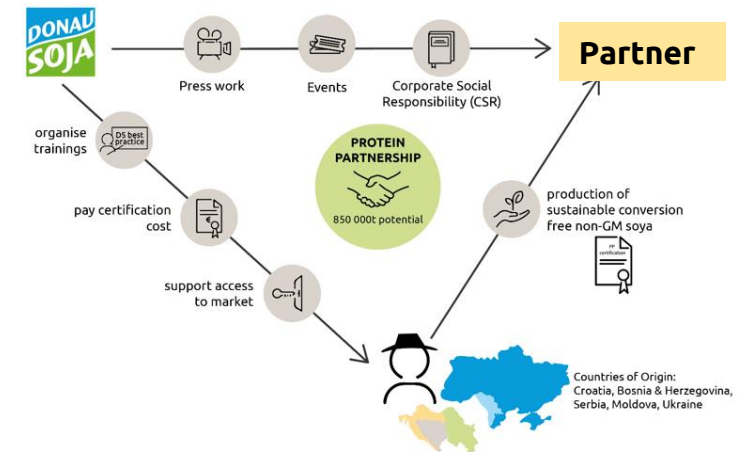 DONAU
SOJA
Partner
Press work
Events
Corporate Social
Responsibility (CSR)
organise
trainings
DS best
practice
PROTEIN
PARTNERSHIP
850 000t potential
pay certification
cost
€
production of
sustainable conversion
free non-GM soya
PP
certification
support access
to market
Countries of Origin:
Croatia, Bosnia & Herzegovina,
Serbia, Moldova, Ukraine